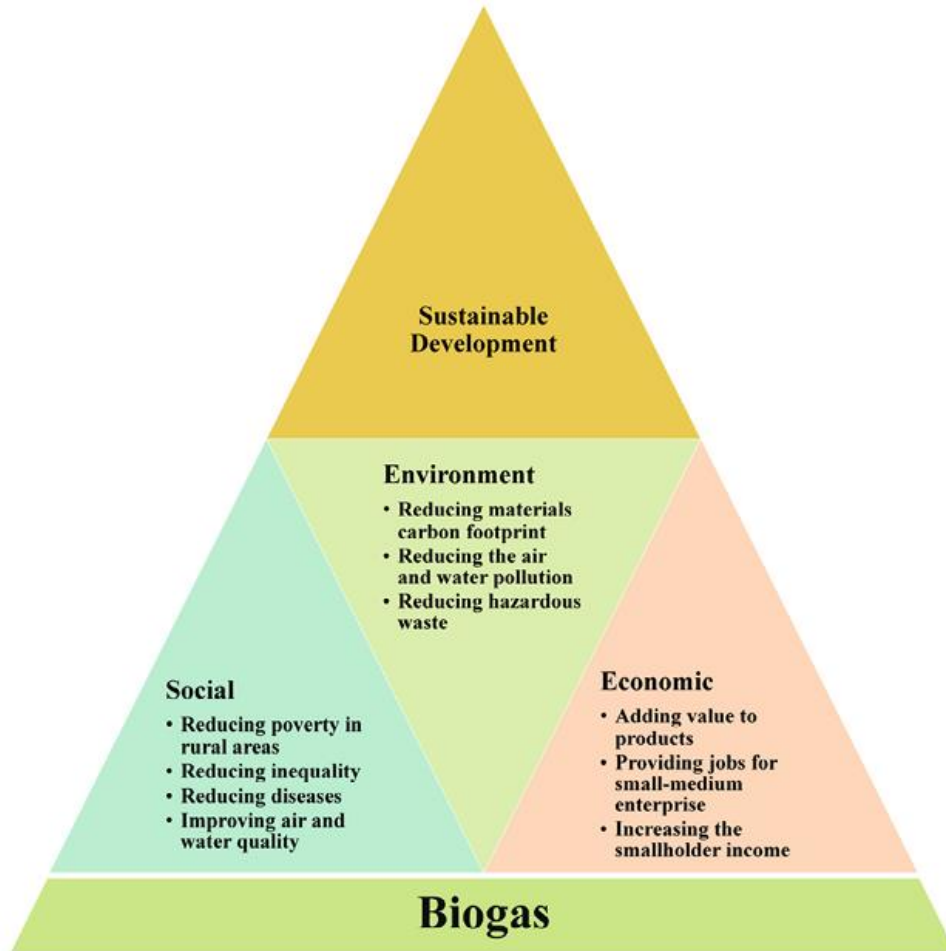 Sustainable
Development
Environment
• Reducing materials
carbon footprint
• Reducing the air
and water pollution
• Reducing hazardous
waste
Social
• Reducing poverty in
rural areas
• Reducing inequality
• Reducing diseases
• Improving air and
water quality
Economic
• Adding value to
products
• Providing jobs for
small-medium
enterprise
• Increasing the
smallholder income
Biogas